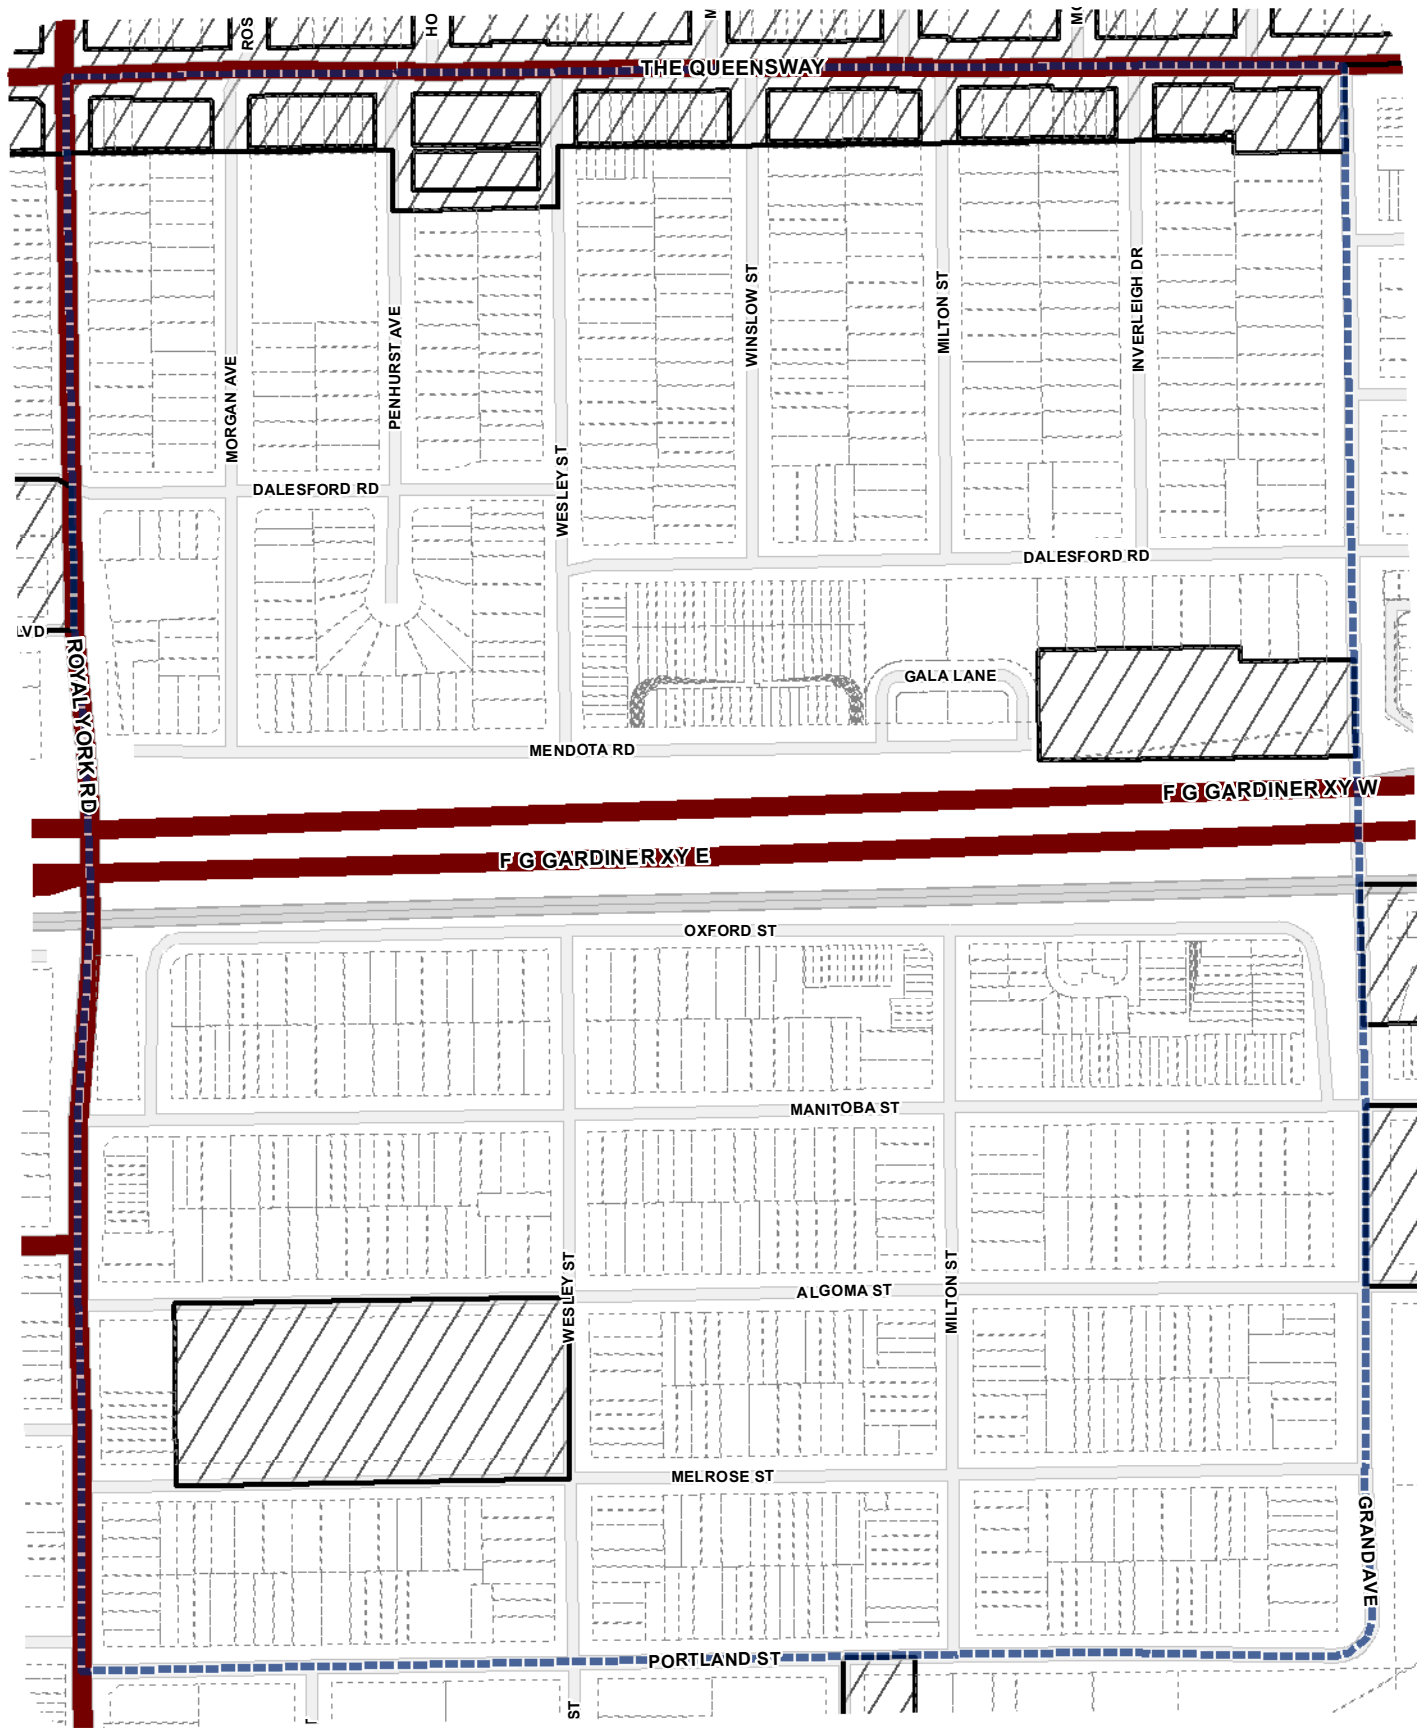 ROS
HO
M
MO
THE QUEENSWAY
MORGAN AVE
PENHURST AVE
WESLEY ST
WINSLOW ST
MILTON ST
INVERLEIGH DR
DALESFORD RD
DALESFORD RD
LVD
ROYAL YORK RD
GALA LANE
MENDOTA RD
F G GARDINER XY W
F G GARDINER XY E
OXFORD ST
MANITOBA ST
WESLEY ST
ALGOMA ST
MILTON ST
MELROSE ST
GRAND AVE
PORTLAND ST
ST